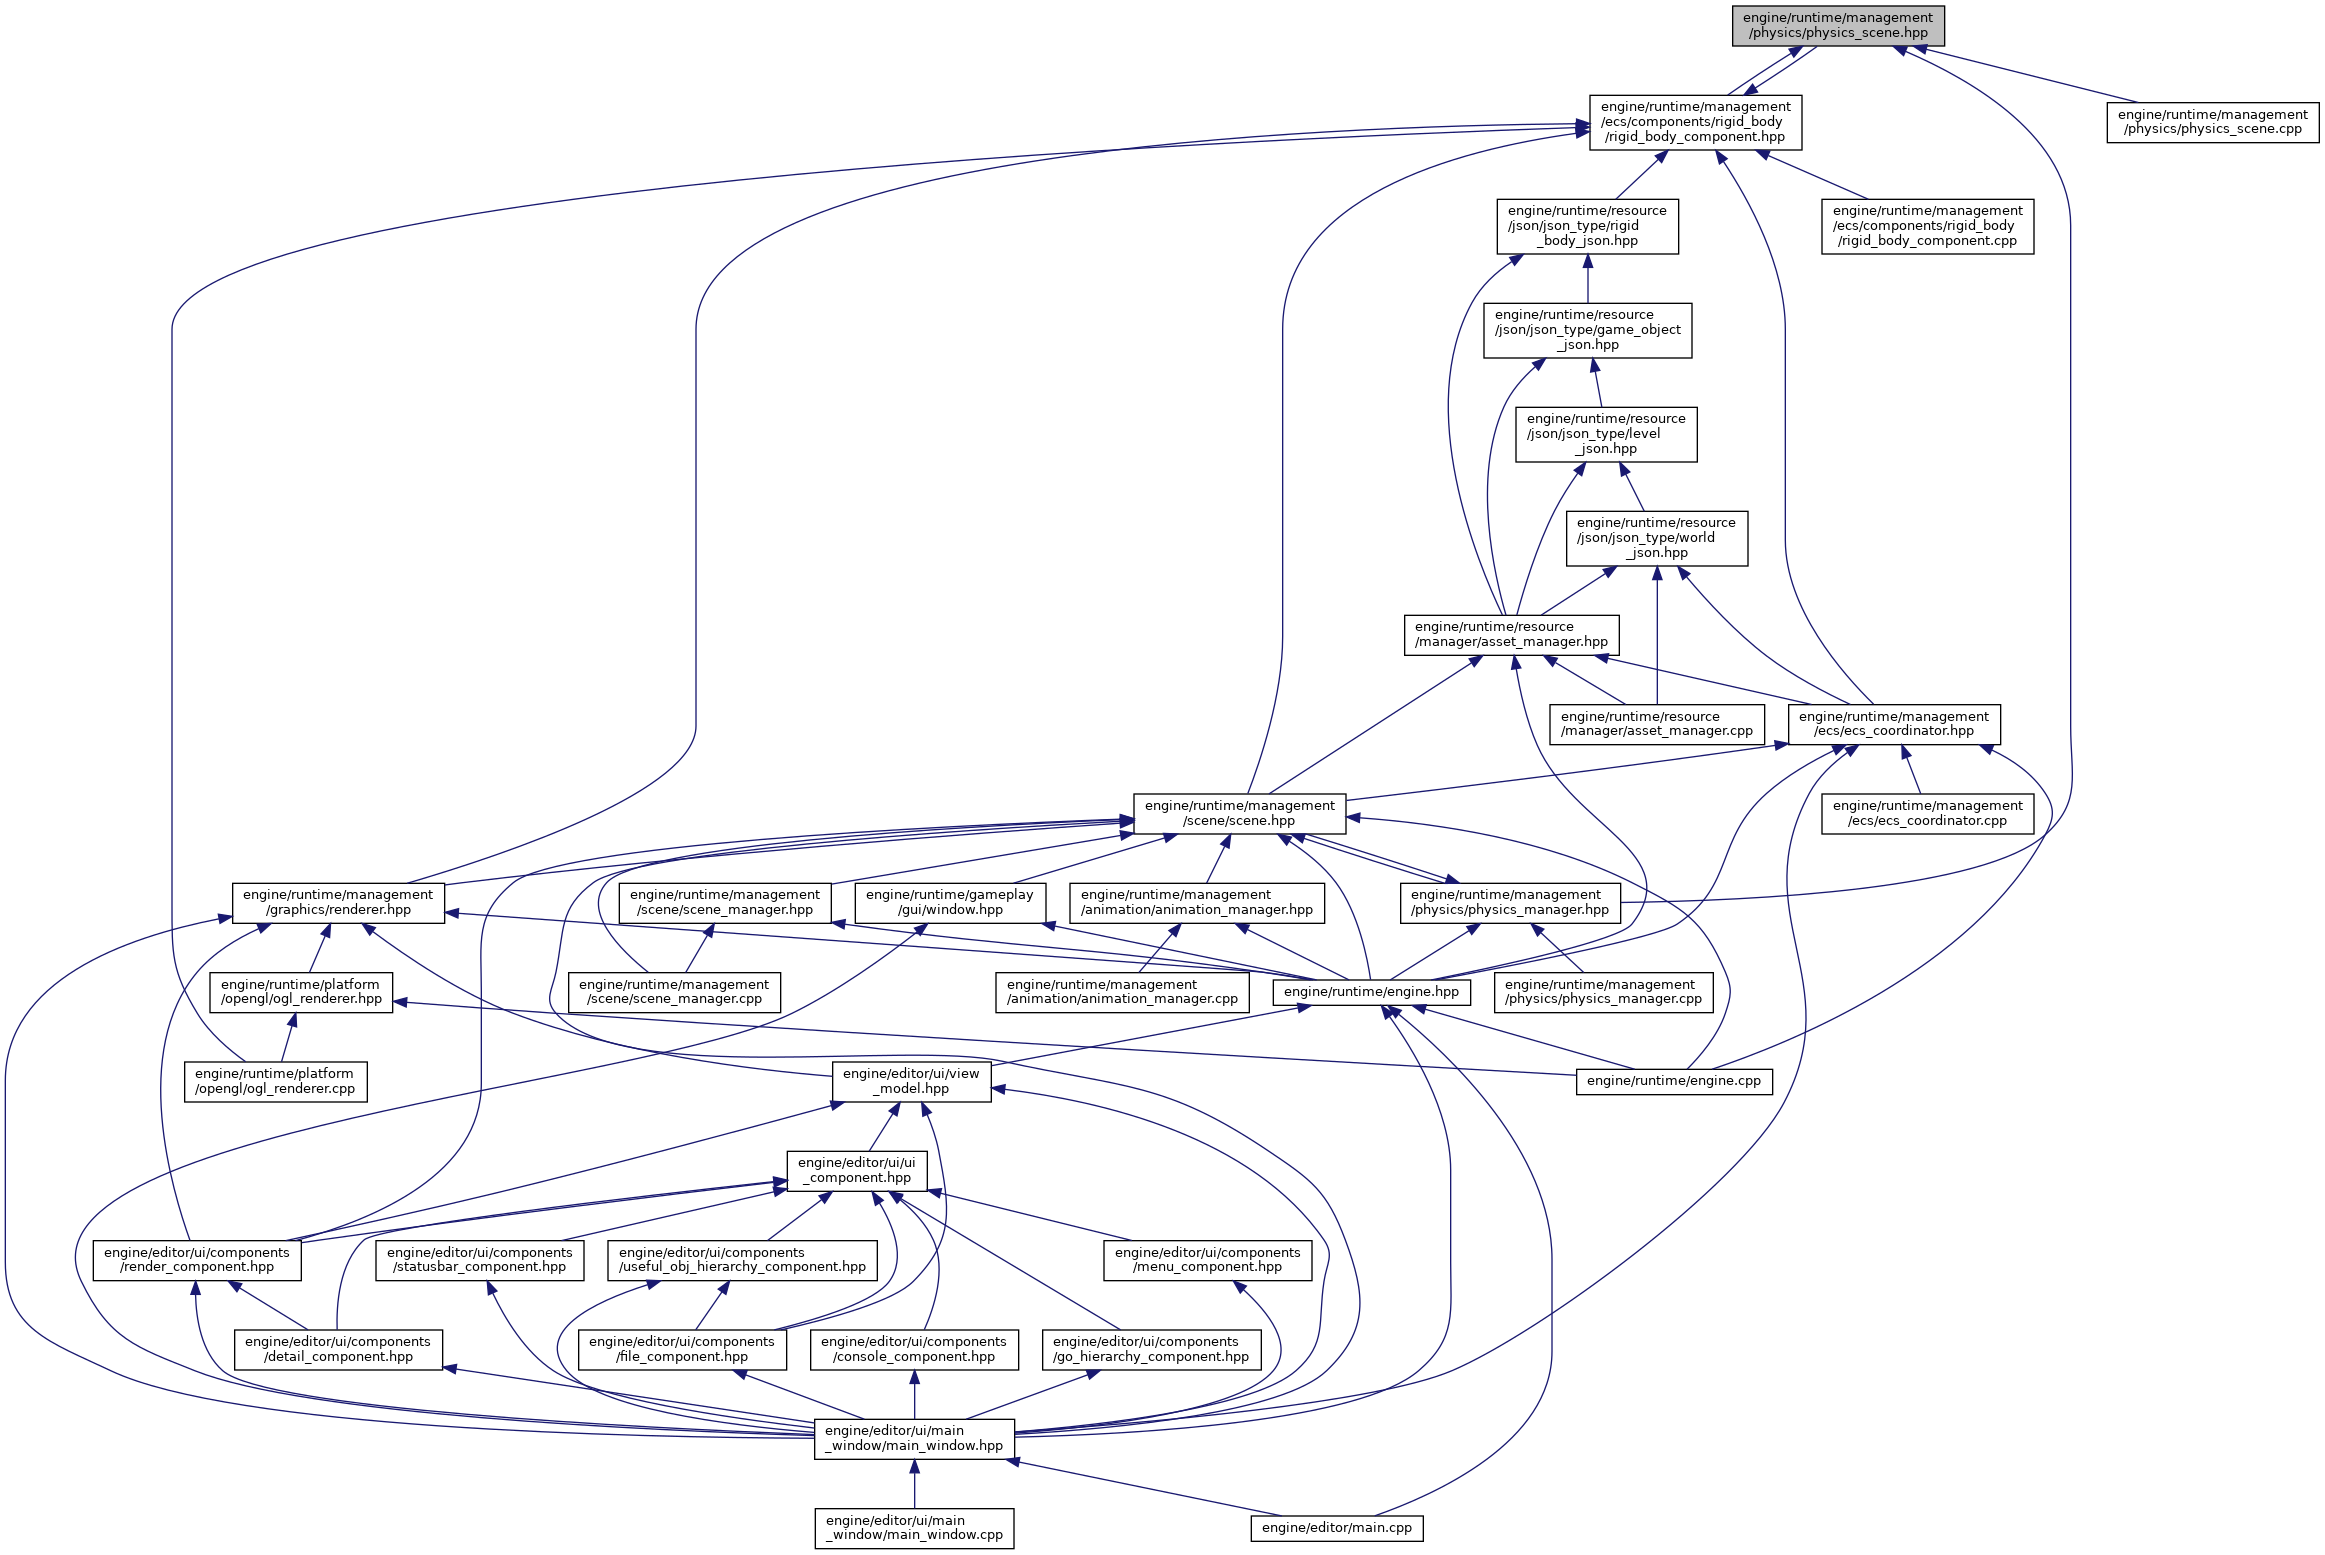 engine/runtime/management
/physics/physics_scene.hpp
engine/runtime/management
/ecs/components/rigid_body
/rigid_body_component.hpp
engine/runtime/management
/physics/physics_scene.cpp
engine/runtime/resource
/json/json_type/rigid
_body_json.hpp
engine/runtime/management
/ecs/components/rigid_body
/rigid_body_component.cpp
engine/runtime/resource
/json/json_type/game_object
_json.hpp
engine/runtime/resource
/json/json_type/level
_json.hpp
engine/runtime/resource
/json/json_type/world
_json.hpp
engine/runtime/resource
/manager/asset_manager.hpp
engine/runtime/resource
/manager/asset_manager.cpp
engine/runtime/management
/ecs/ecs_coordinator.hpp
engine/runtime/management
/scene/scene.hpp
engine/runtime/management
/ecs/ecs_coordinator.cpp
engine/runtime/management
/graphics/renderer.hpp
engine/runtime/management
/scene/scene_manager.hpp
engine/runtime/gameplay
/gui/window.hpp
engine/runtime/management
/animation/animation_manager.hpp
engine/runtime/management
/physics/physics_manager.hpp
engine/runtime/platform
/opengl/ogl_renderer.hpp
engine/runtime/management
/scene/scene_manager.cpp
engine/runtime/management
/animation/animation_manager.cpp
engine/runtime/engine.hpp
engine/runtime/management
/physics/physics_manager.cpp
engine/runtime/platform
/opengl/ogl_renderer.cpp
engine/editor/ui/view
_model.hpp
engine/runtime/engine.cpp
engine/editor/ui/ui
_component.hpp
engine/editor/ui/components
/render_component.hpp
engine/editor/ui/components
/statusbar_component.hpp
engine/editor/ui/components
/useful_obj_hierarchy_component.hpp
engine/editor/ui/components
/menu_component.hpp
engine/editor/ui/components
/detail_component.hpp
engine/editor/ui/components
/file_component.hpp
engine/editor/ui/components
/console_component.hpp
engine/editor/ui/components
/go_hierarchy_component.hpp
engine/editor/ui/main
_window/main_window.hpp
engine/editor/ui/main
_window/main_window.cpp
engine/editor/main.cpp